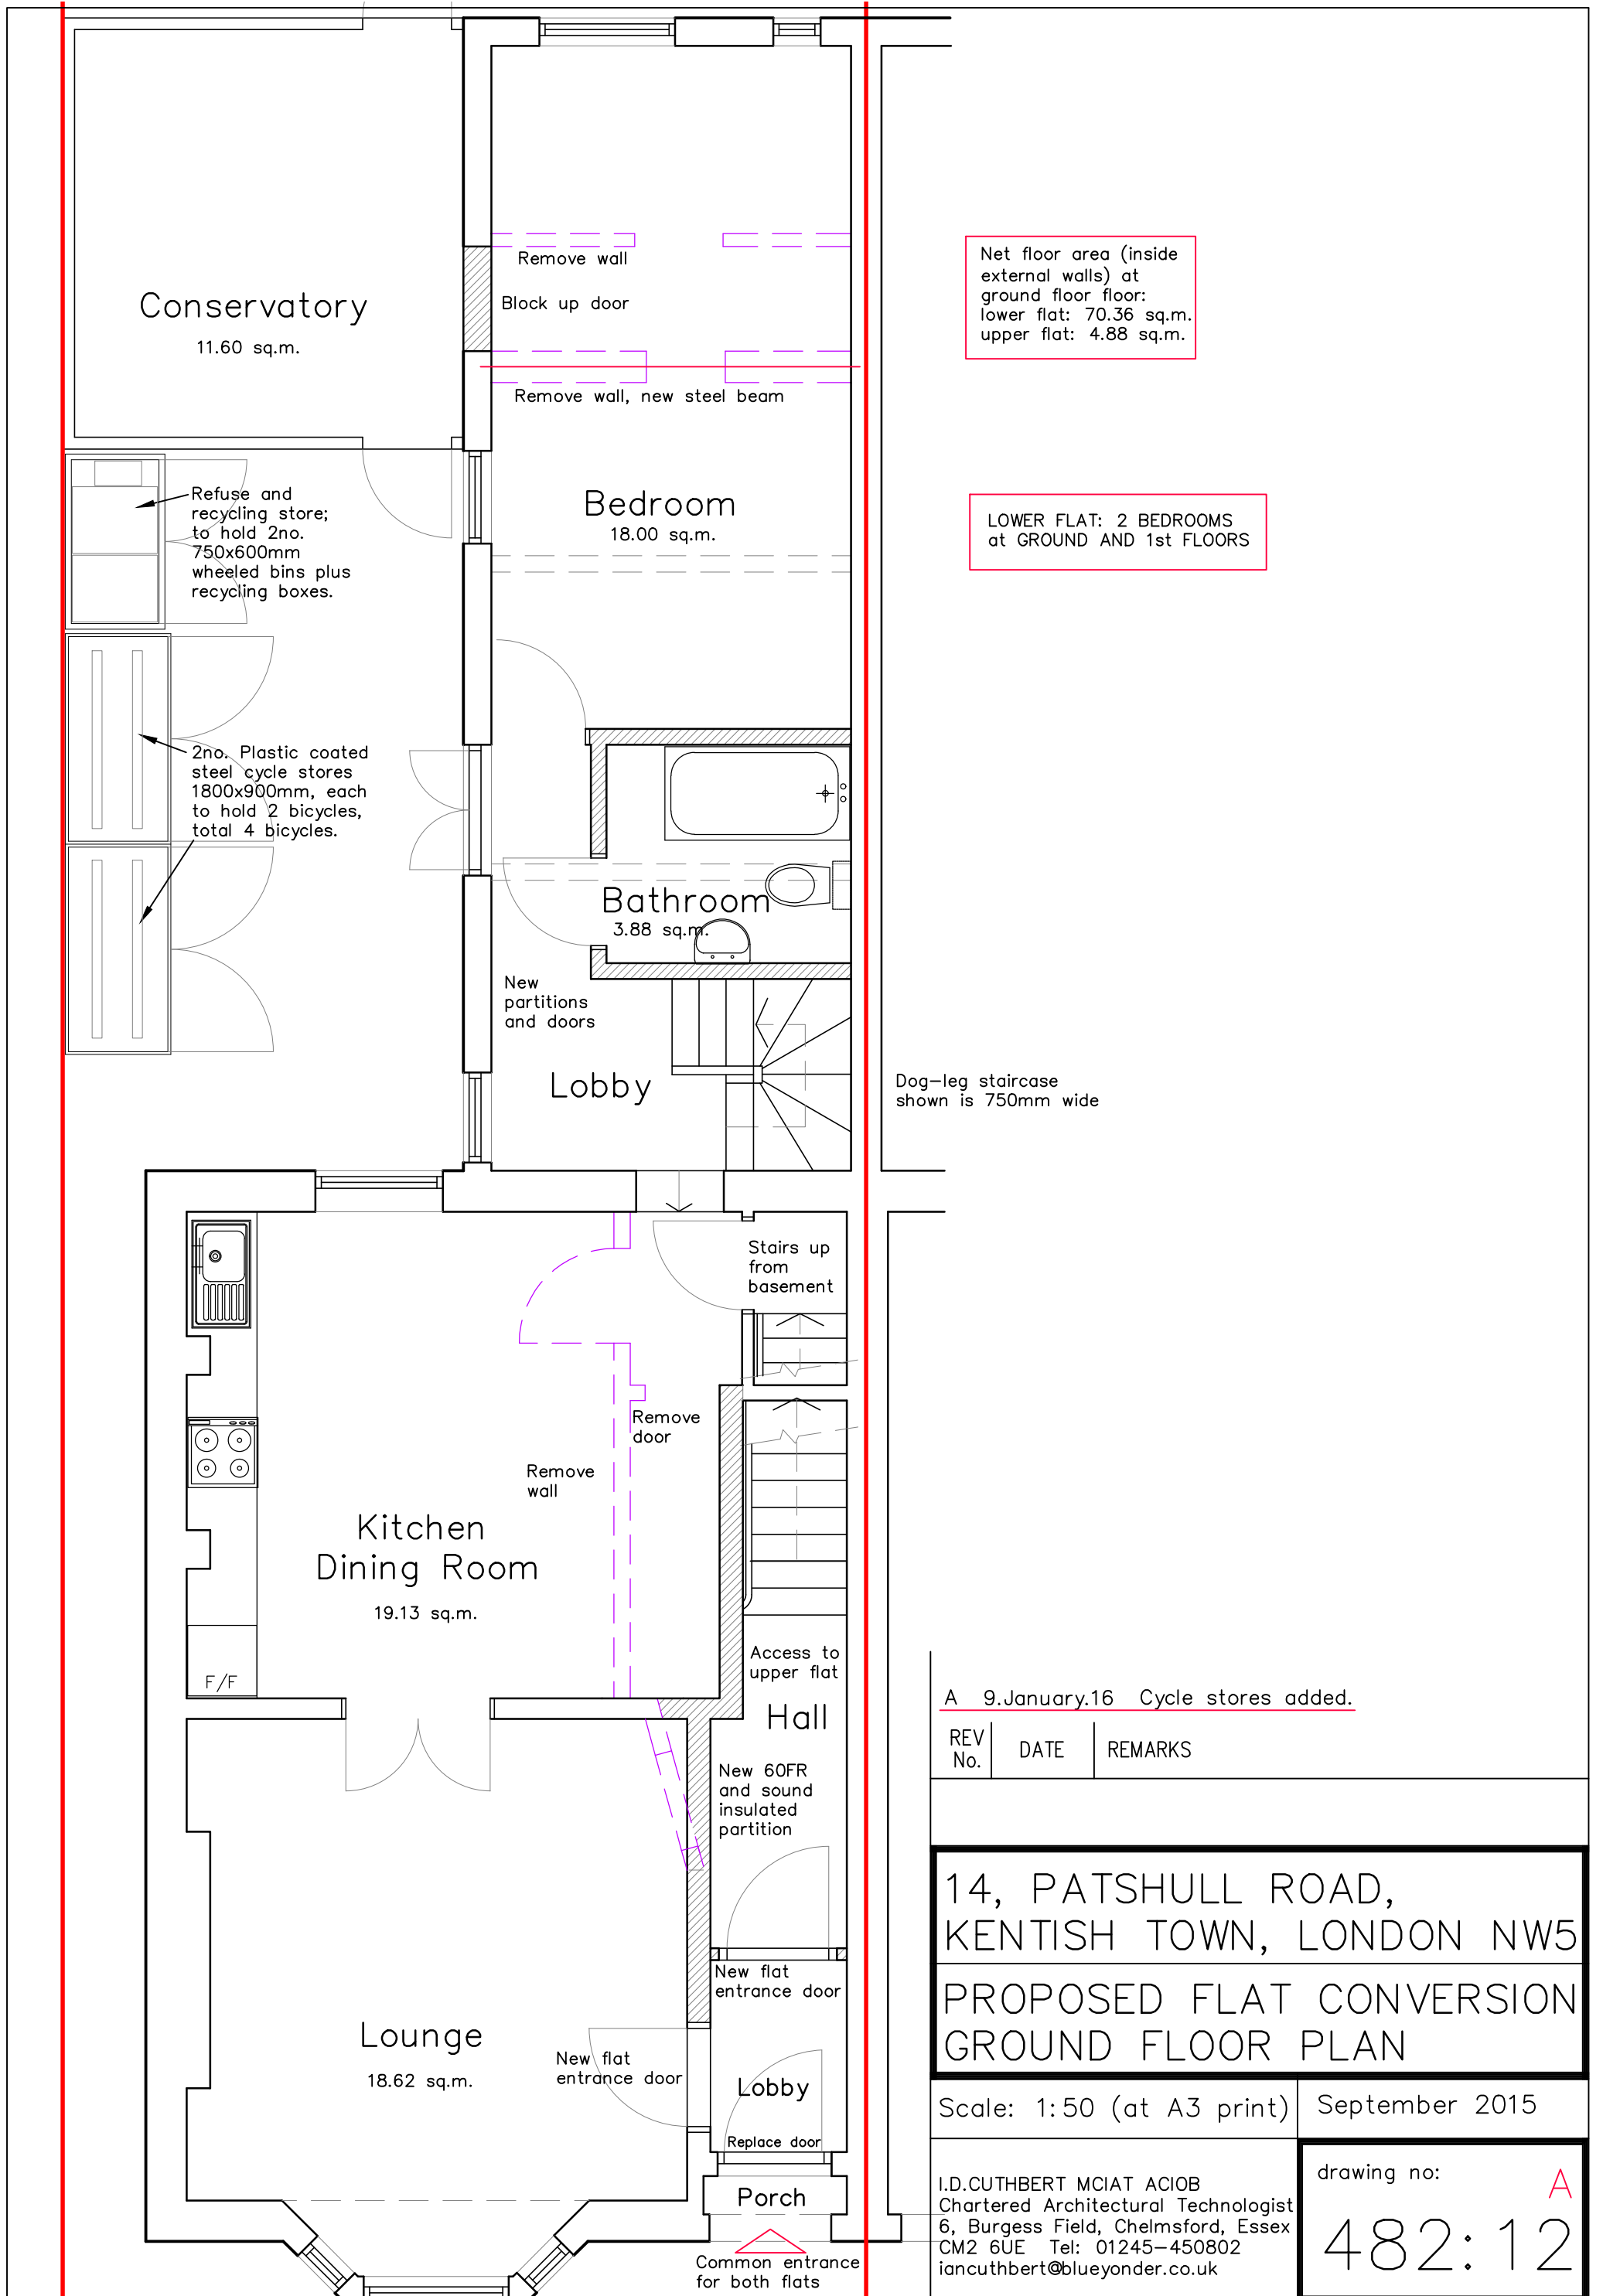 Conservatory
11.60 sq.m.
Remove wall
Block up door
Remove wall, new steel beam
Net floor area (inside
external walls) at
ground floor floor:
lower flat: 70.36 sq.m.
upper flat: 4.88 sq.m.
LOWER FLAT: 2 BEDROOMS
at GROUND AND 1st FLOORS
Refuse and
recycling store;
to hold 2no.
750x600mm
wheeled bins plus
recycling boxes.
Bedroom
18.00 sq.m.
2no. Plastic coated
steel cycle stores
1800x900mm, each
to hold 2 bicycles,
total 4 bicycles.
Bathroom
3.88 sq.m.
New
partitions
and doors
Lobby
Dog-leg staircase
shown is 750mm wide
Stairs up
from
basement
Remove
door
Remove
wall
Kitchen
Dining Room
19.13 sq.m.
F/F
Access to
upper flat
Hall
New 60FR
and sound
insulated
partition
New flat
entrance door
Lounge
18.62 sq.m.
New flat
entrance door
Lobby
Replace door
Porch
Common entrance
for both flats
A 9.January.16 Cycle stores added.
REV No. DATE REMARKS
14, PATSHULL ROAD,
KENTISH TOWN, LONDON NW5
PROPOSED FLAT CONVERSION
GROUND FLOOR PLAN
Scale: 1:50 (at A3 print)
September 2015
I.D.CUTHBERT MCIAT ACIOB
Chartered Architectural Technologist
6, Burgess Field, Chelmsford, Essex
CM2 6UE Tel: 01245-450802
iancuthbert@blueyonder.co.uk
drawing no:
A
482:12